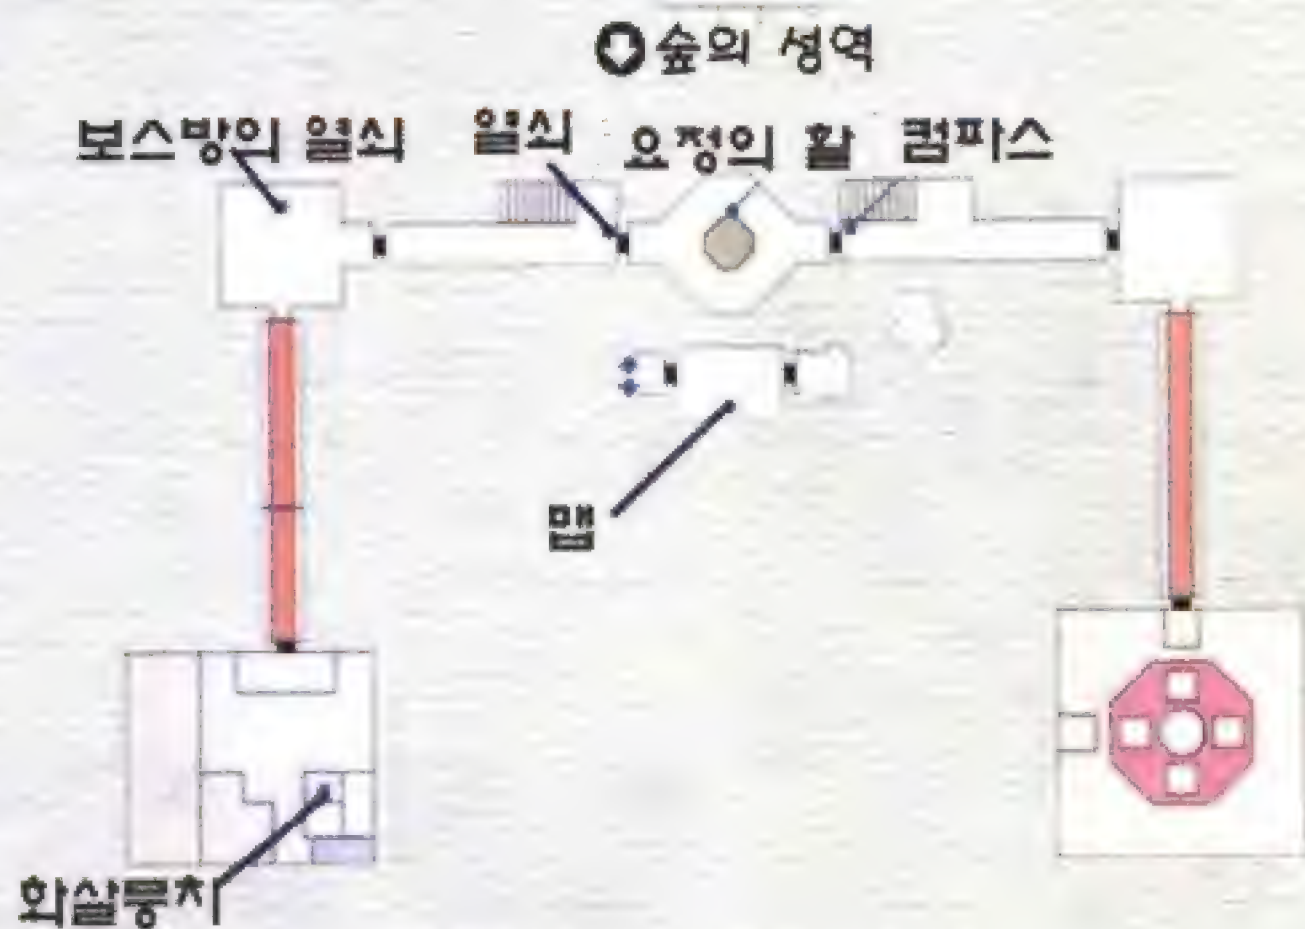 숲의 성역
보스방의 열쇠
열쇠
요정의 활
컴파스
맵
화살뭉치